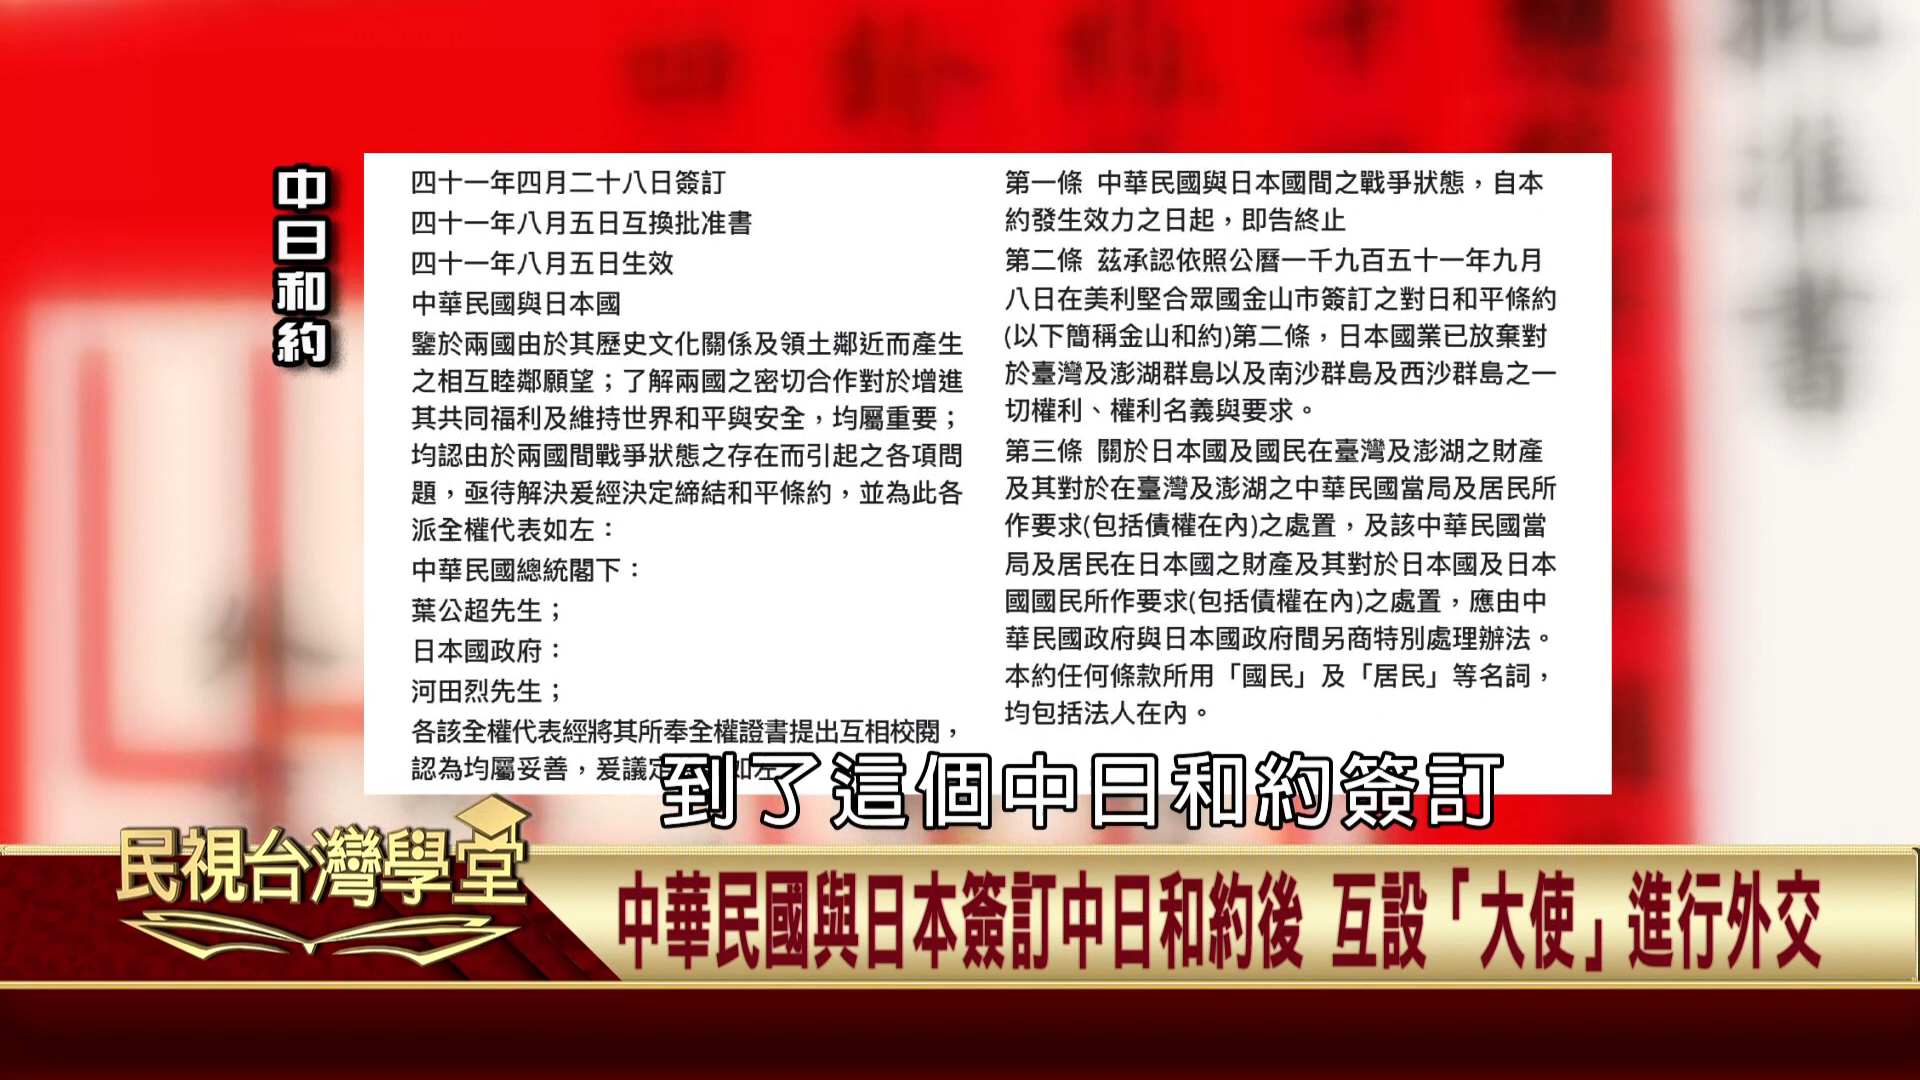 中日和約
四十一年四月二十八日簽訂
四十一年八月五日互換批准書
四十一年八月五日生效
中華民國與日本國
鑒於兩國由於其歷史文化關係及領土鄰近而產生
之相互睦鄰願望；了解兩國之密切合作對於增進
其共同福利及維持世界和平與安全，均屬重要；
均認由於兩國間戰爭狀態之存在而引起之各項問
題，亟待解決爰經決定締結和平條約，並為此各
派全權代表如左：
中華民國總統閣下：
葉公超先生；
日本國政府：
河田烈先生；
各該全權代表經將其所奉全權證書提出互相校閱，
認為均屬妥善，爰議定
如左
第一條 中華民國與日本國間之戰爭狀態，自本
約發生效力之日起，即告終止
第二條 茲承認依照公曆一千九百五十一年九月
八日在美利堅合眾國金山市簽訂之對日和平條約
(以下簡稱金山和約)第二條，日本國業已放棄對
於臺灣及澎湖群島以及南沙群島及西沙群島之一
切權利、權利名義與要求。
第三條 關於日本國及國民在臺灣及澎湖之財產
及其對於在臺灣及澎湖之中華民國當局及居民所
作要求(包括債權在內)之處置，及該中華民國當
局及居民在日本國之財產及其對於日本國及日本
國國民所作要求(包括債權在內)之處置，應由中
華民國政府與日本國政府間另商特別處理辦法。
本約任何條款所用「國民」及「居民」等名詞，
均包括法人在內。
批准書
到了這個中日和約簽訂
民視台灣學堂
中華民國與日本簽訂中日和約後 互設「大使」進行外交